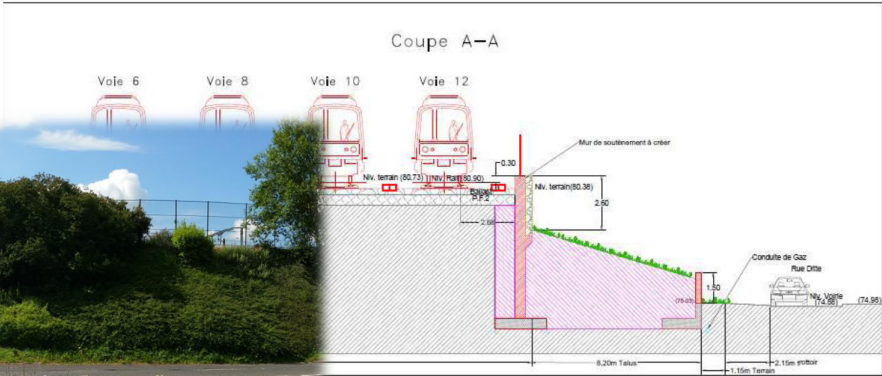 Coupe A-A
Voie 6
Voie 8
Voie 10
Voie 12
Mur de soutènement à créer
0.30
Niv. terrain (80.73)
Niv. Rail (80.90)
Niv. terrain(80.38)
P.F.2
2.60
Conduite de Gaz
Rue Ditte
1.50
Niv. Voirie
(74.98)
8.20m Talus
2.15m
1.15m Terrain